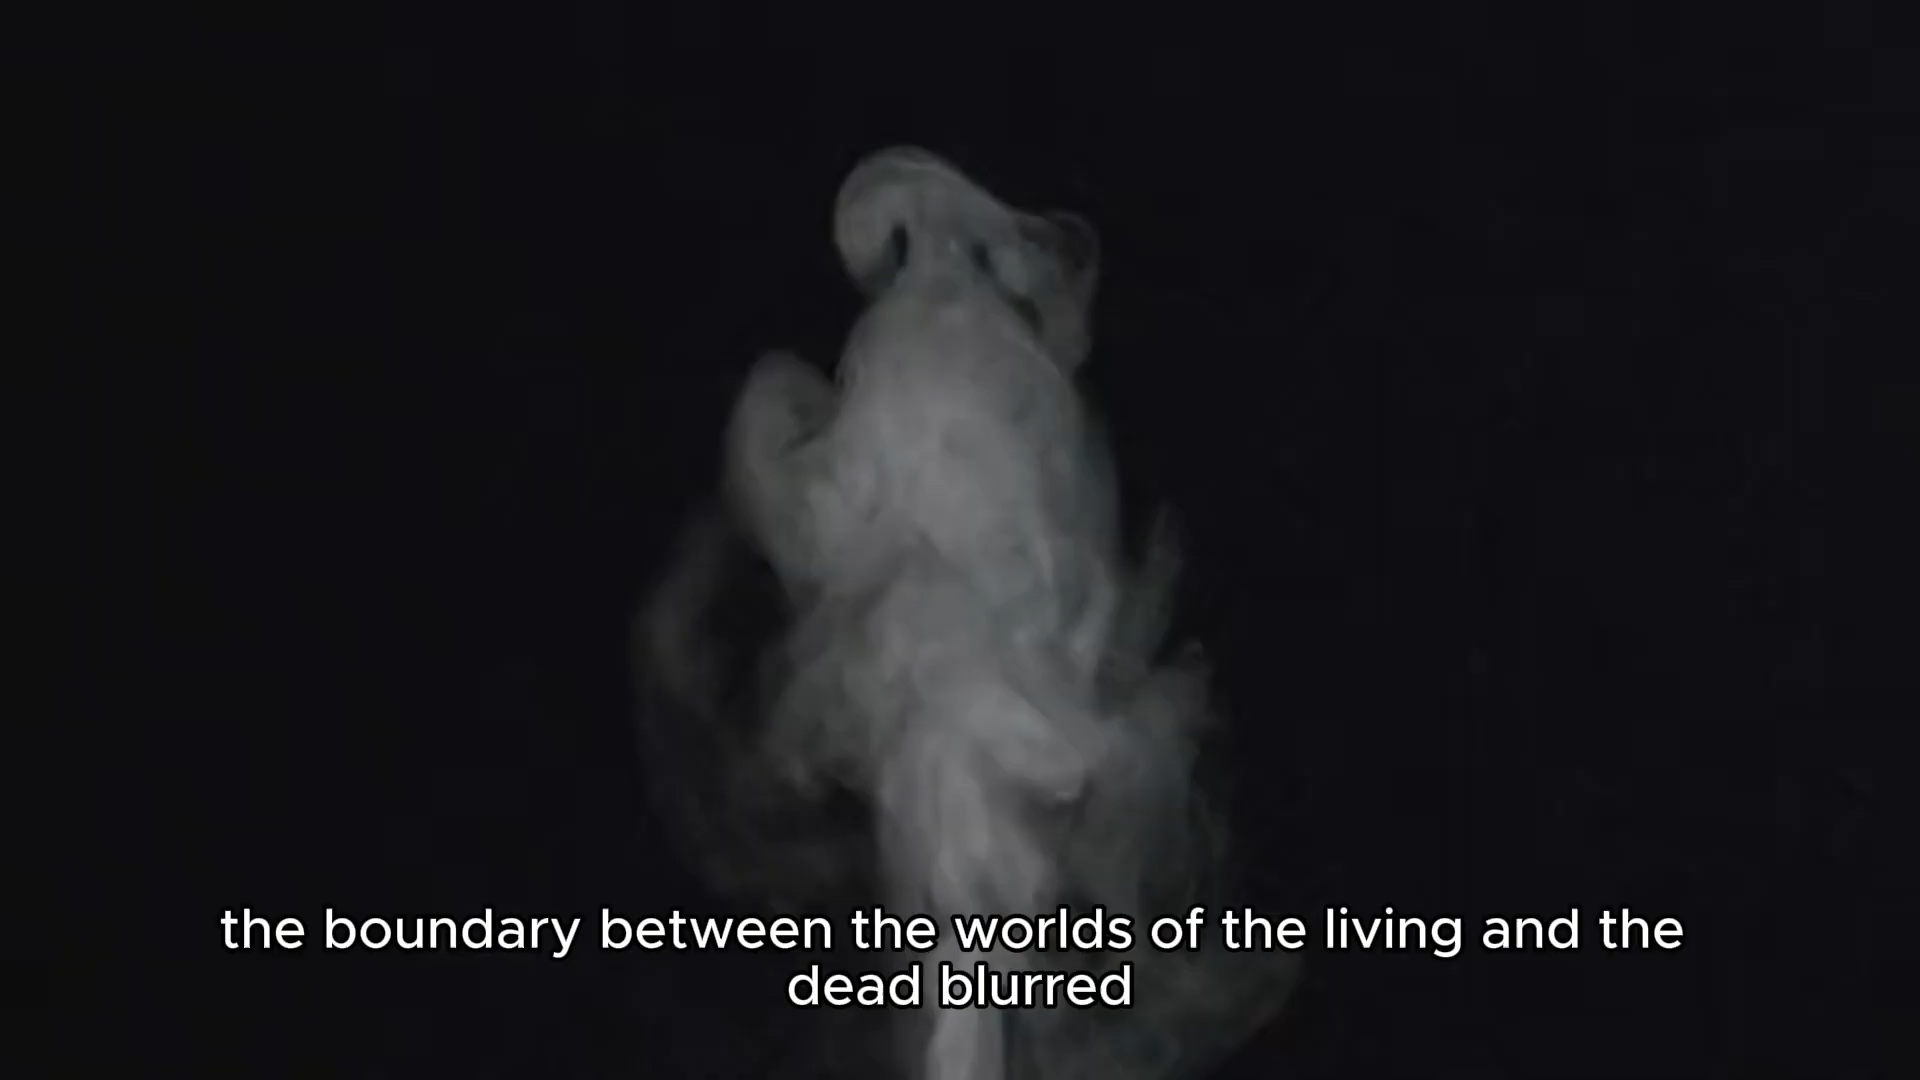 the boundary between the worlds of the living and the
dead blurred